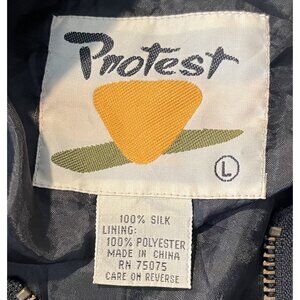 Protest
L
100% SILK
LINING:
100% POLYESTER
MADE IN CHINA
RN 75075
CARE ON REVERSE